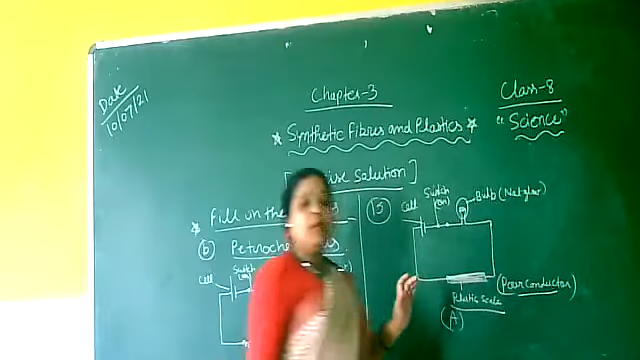 Date
10/07/21
Chapter-3
Class-8
"Science"
Synthetic Fibres and Plastics
Solution]
Fill in the
(b)
Cell
Switch
(15)
Cell
Switch
(on)
Bulb (Not glow)
Plastic Scale
(Poor Conductor)
(A)